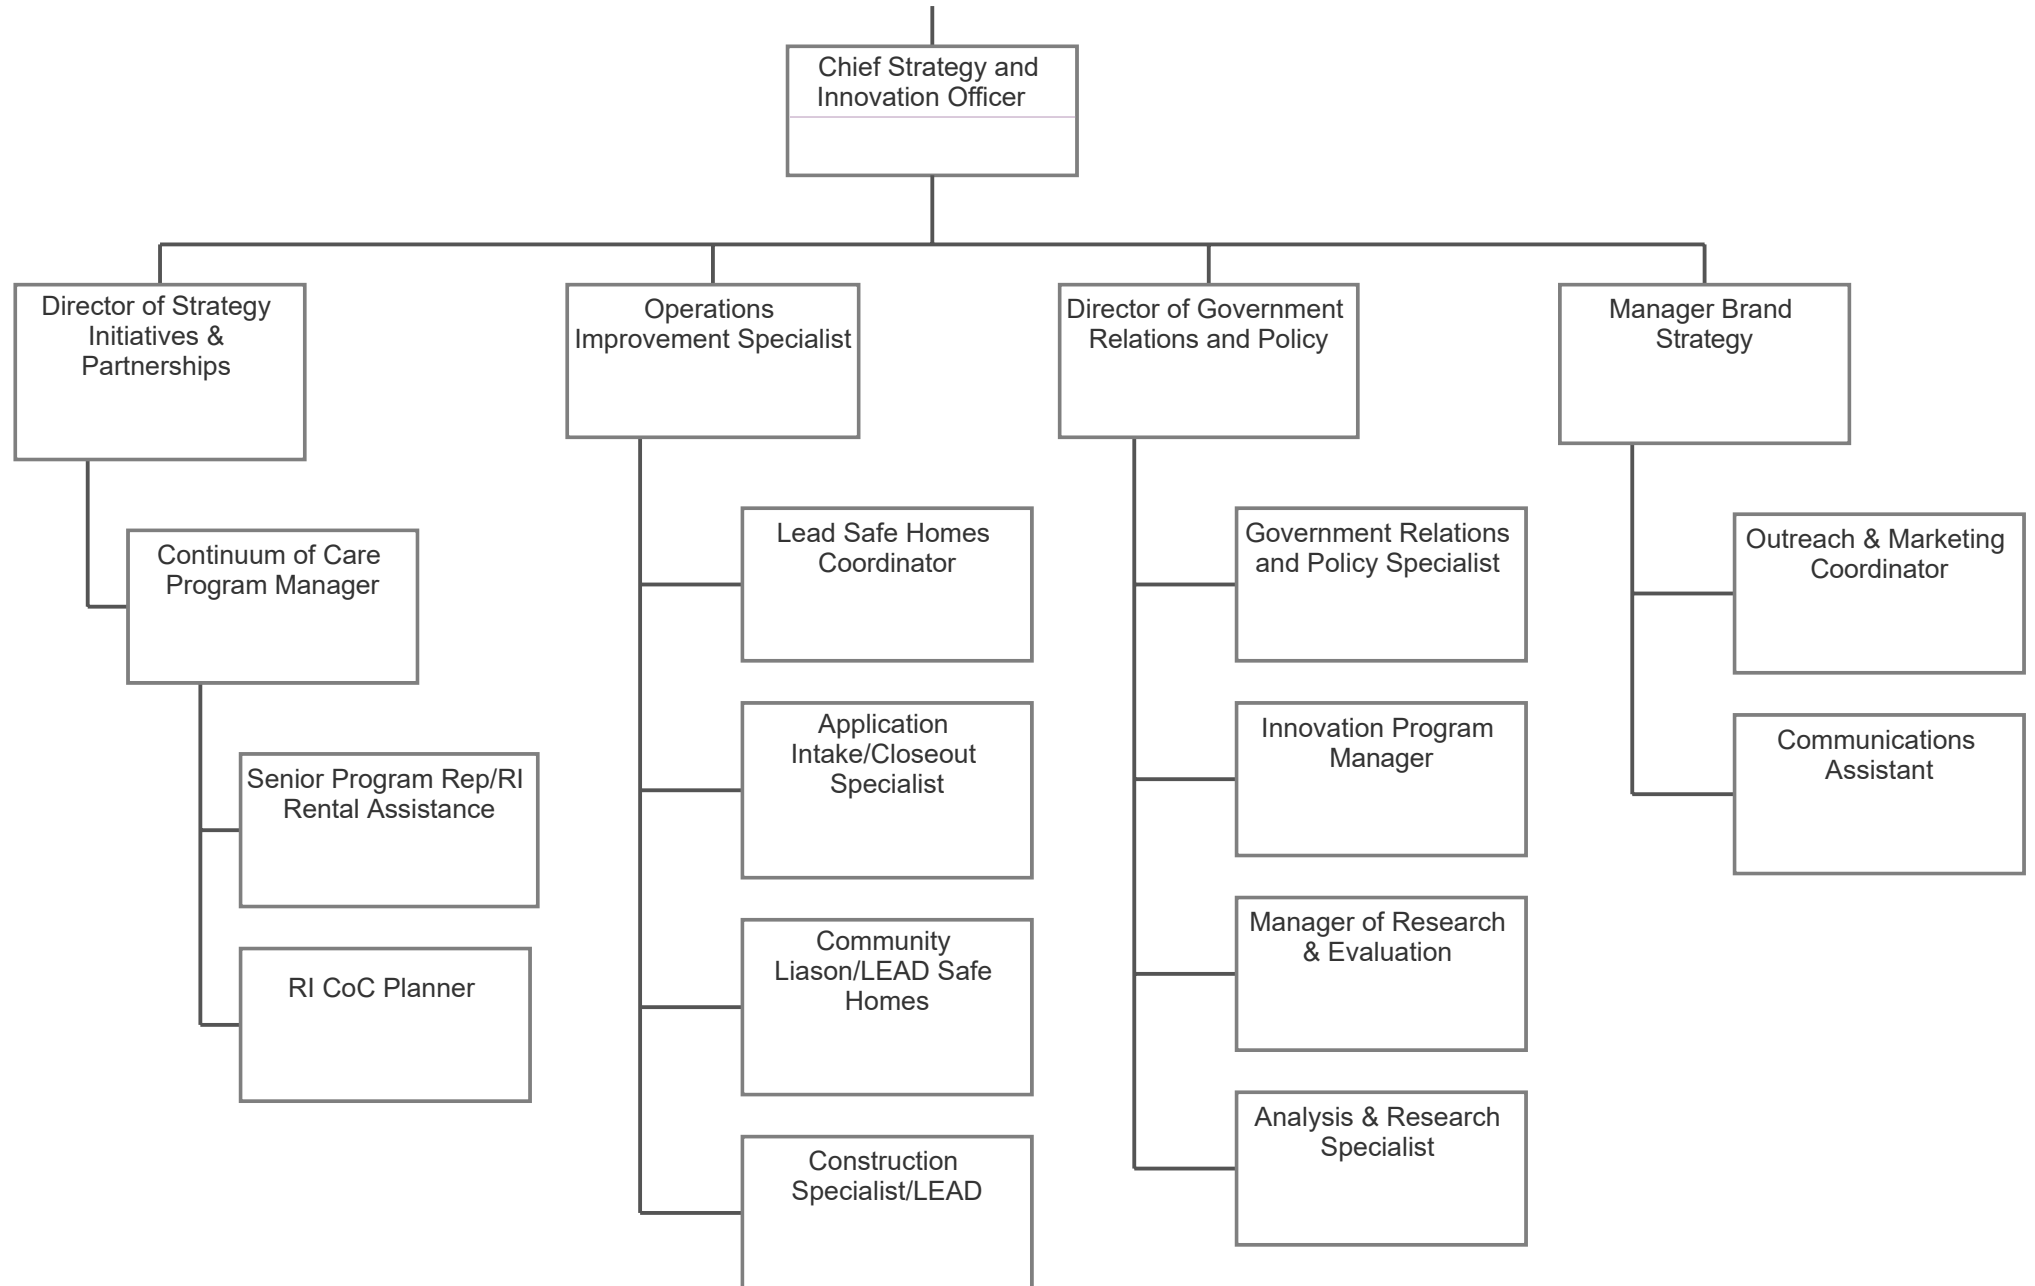 Chief Strategy and
Innovation Officer
Director of Strategy
Initiatives &
Partnerships
Operations
Improvement Specialist
Director of Government
Relations and Policy
Manager Brand
Strategy
Continuum of Care
Program Manager
Senior Program Rep/RI
Rental Assistance
RI CoC Planner
Lead Safe Homes
Coordinator
Application
Intake/Closeout
Specialist
Community
Liason/LEAD Safe
Homes
Construction
Specialist/LEAD
Government Relations
and Policy Specialist
Innovation Program
Manager
Manager of Research
& Evaluation
Analysis & Research
Specialist
Outreach & Marketing
Coordinator
Communications
Assistant